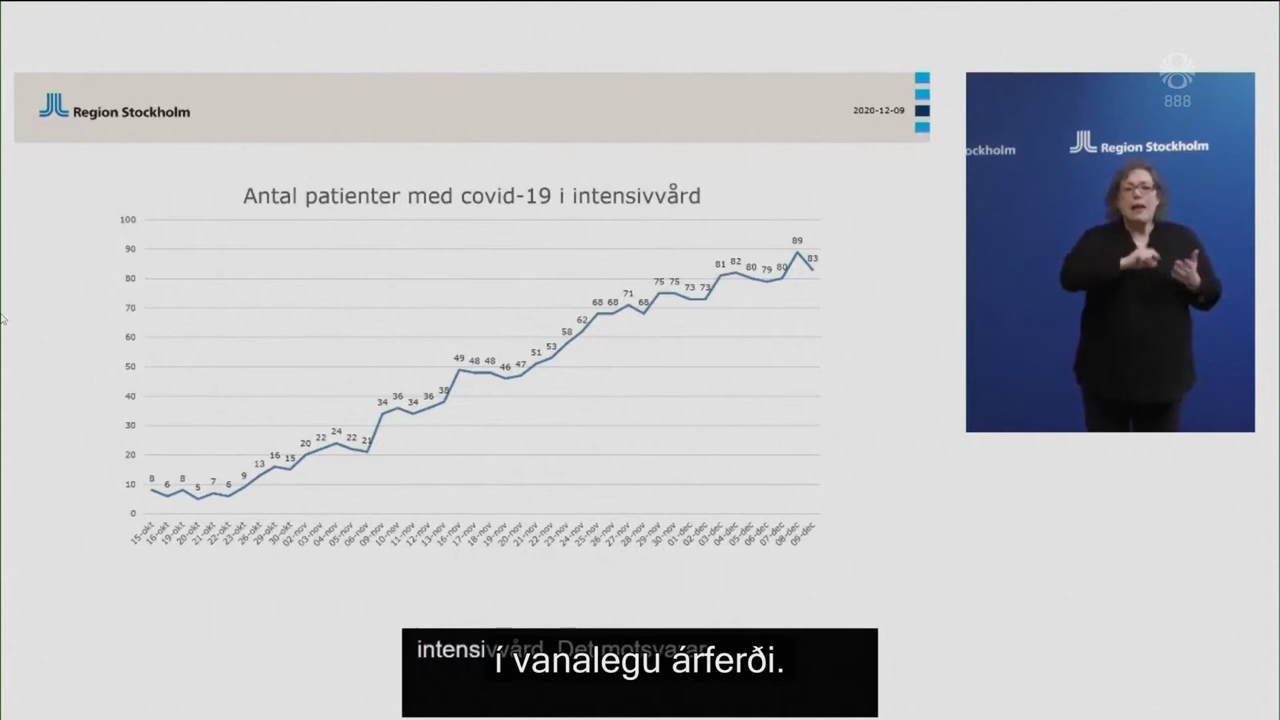 888
Region Stockholm
2020-12-09
ockholm
Region Stockholm
Antal patienter med covid-19 i intensivvård
100
90
80
70
60
50
40
30
20
10
0
8 6 8 5 7 6 9 13 16 15 20 22 24 22 21 34 36 34 36 38 49 48 48 46 47 51 53 58 62 68 68 71 68 75 75 73 73 81 82 80 79 80 89 83
15-okt 16-okt 19-okt 20-okt 21-okt 22-okt 23-okt 26-okt 29-okt 30-okt 02-nov 03-nov 04-nov 05-nov 06-nov 09-nov 10-nov 11-nov 12-nov 13-nov 16-nov 17-nov 18-nov 19-nov 20-nov 21-nov 22-nov 23-nov 24-nov 25-nov 26-nov 27-nov 28-nov 29-nov 30-nov 01-dec 02-dec 03-dec 04-dec 05-dec 06-dec 07-dec 08-dec 09-dec
intensivvård. Det motsvarar
í vanalegu árferði.